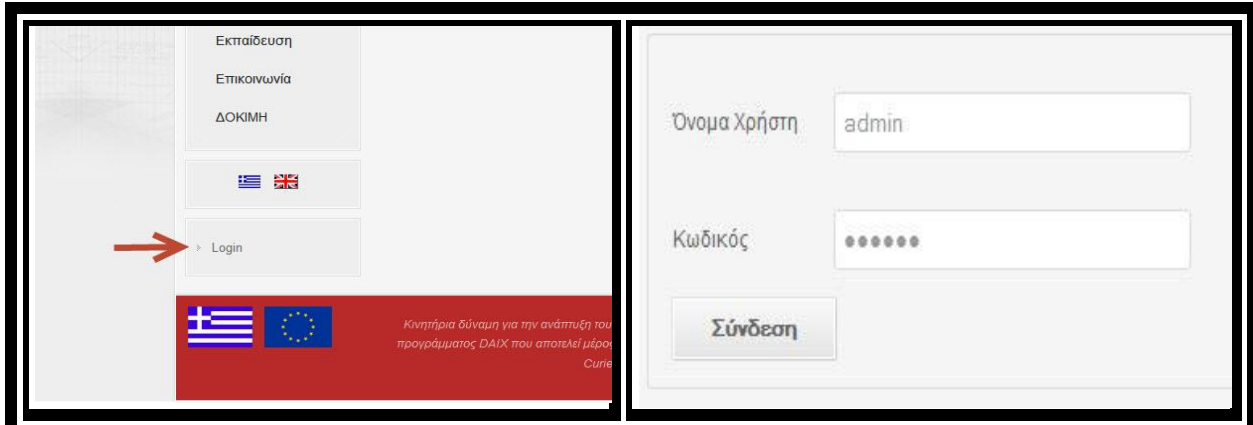 Εκπαίδευση
Επικοινωνία
ΔΟΚΙΜΗ
Login
Κινητήρια δύναμη για την ανάπτυξη του
προγράμματος DAIX που αποτελεί μέρος
Curie
Όνομα Χρήστη
admin
Κωδικός
••••••
Σύνδεση